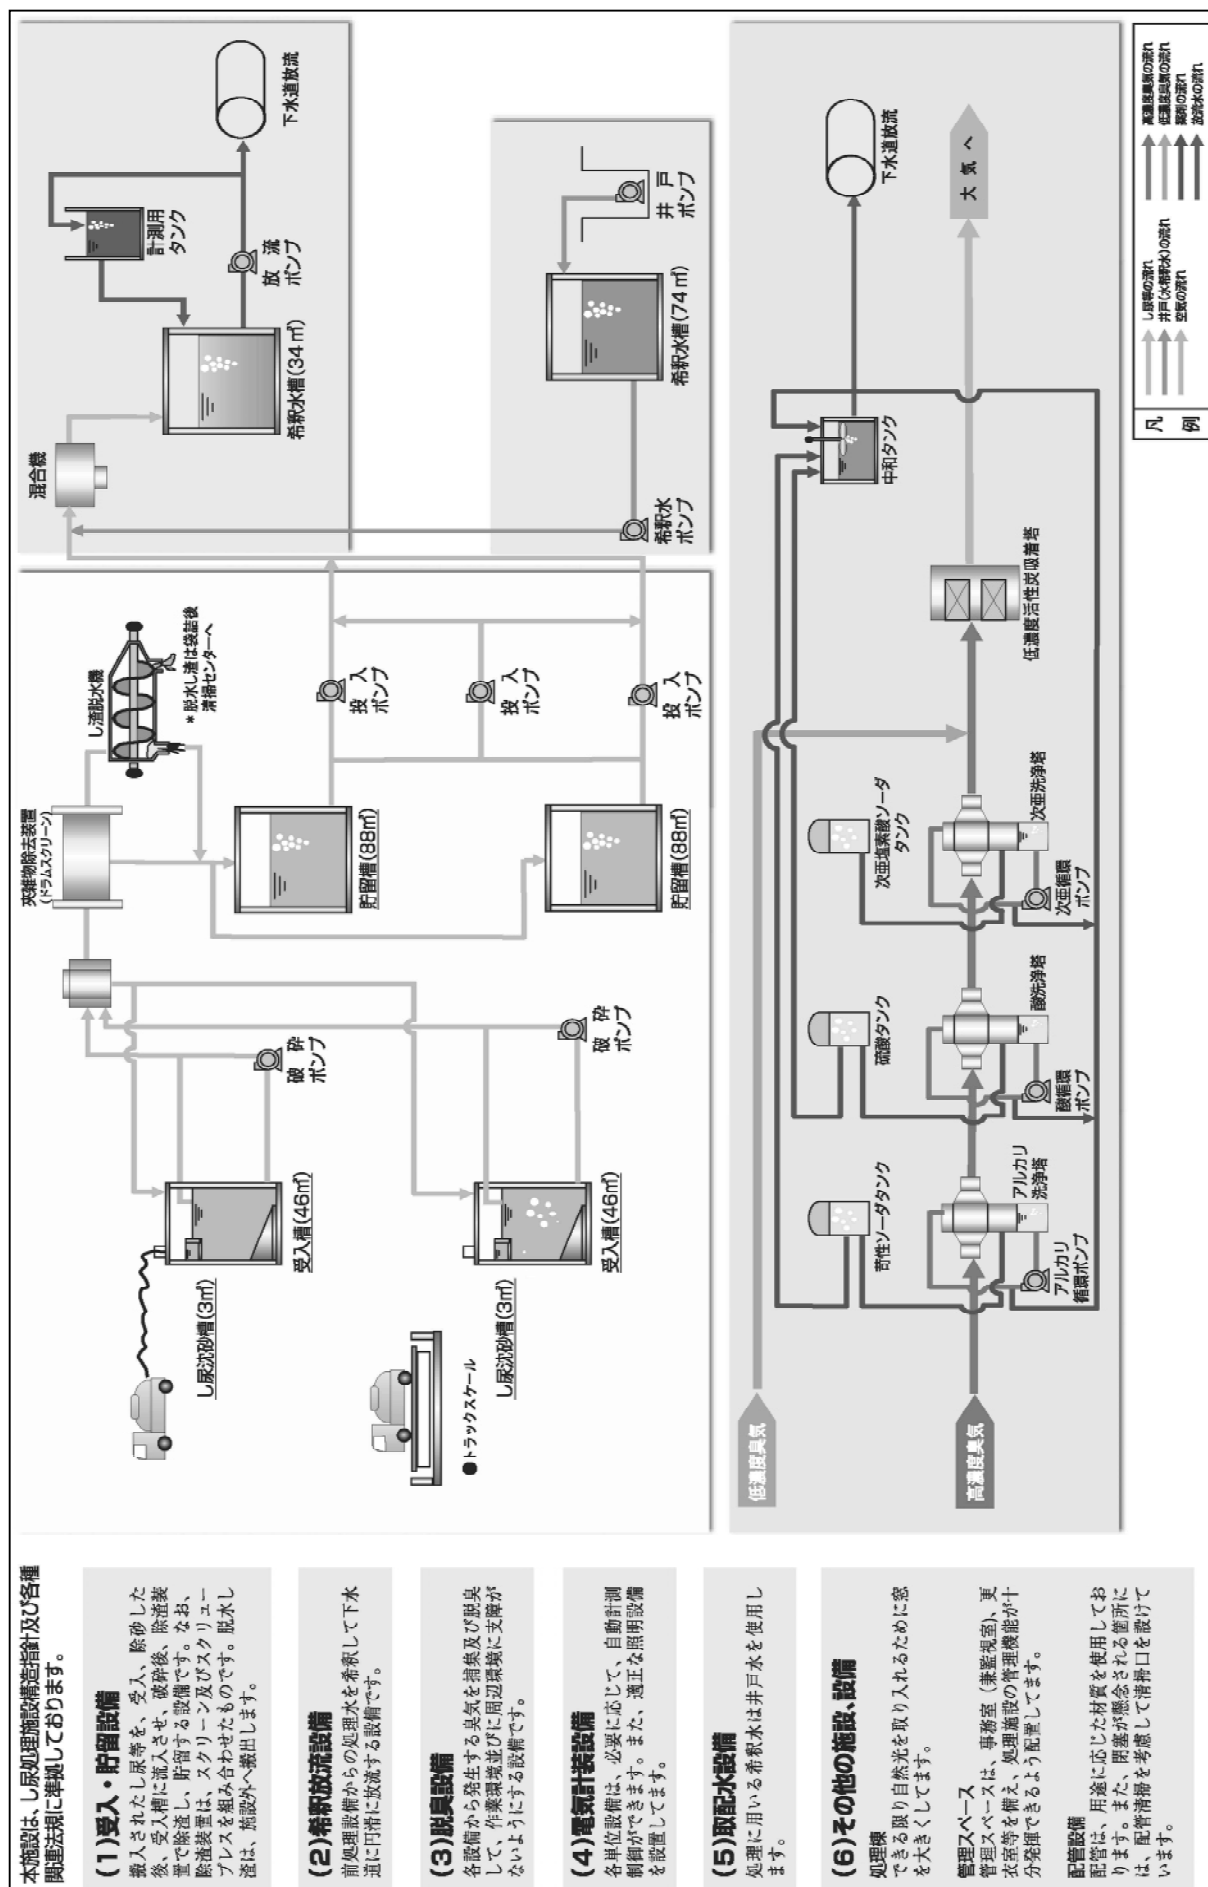 本施設は、し尿処理施設構造指針及び各種
関連法規に準拠しております。
(1)受入・貯留設備
搬入されたし尿等を、受入、除砂した
後、受入槽に流入させ、破砕後、除渣装
置で除渣し、貯留する設備です。なお、
除渣装置は、スクリーン及びスクリュー
プレスを組み合わせたものです。脱水し
渣は、施設外へ搬出します。
(2)希釈放流設備
前処理設備からの処理水を希釈して下水
道に円滑に放流する設備です。
(3)脱臭設備
各設備から発生する臭気を捕集及び脱臭
して、作業環境並びに周辺環境に支障が
ないようにする設備です。
(4)電気計装設備
各単位設備は、必要に応じて、自動計測
制御ができます。また、適正な照明設備
を設置してます。
(5)取配水設備
処理に用いる希釈水は井戸水を使用し
ます。
(6)その他の施設、設備
処理棟
できる限り自然光を取り入れるために窓
を大きくしてます。
管理スペース
管理スペースは、事務室（兼監視室）、更
衣室等を備え、処理施設の管理機能が十
分発揮できるよう配置してます。
配管設備
配管は、用途に応じた材質を使用してお
ります。また、閉塞が懸念される箇所に
は、配管清掃を考慮して清掃口を設けて
います。
し尿沈砂槽(3㎥)
受入槽(46㎥)
破砕
ポンプ
●トラックスケール
し尿沈砂槽(3㎥)
受入槽(46㎥)
破砕
ポンプ
夾雑物除去装置
(ドラムスクリーン)
し渣脱水機
＊脱水し渣は袋詰後
清掃センターへ
貯留槽(88㎥)
貯留槽(88㎥)
投入
ポンプ
投入
ポンプ
投入
ポンプ
混合機
希釈水槽(34㎥)
計測用
タンク
放流
ポンプ
下水道放流
希釈水
ポンプ
希釈水槽(74㎥)
井戸
ポンプ
低濃度臭気
高濃度臭気
苛性ソーダタンク
アルカリ
洗浄塔
アルカリ
循環ポンプ
硫酸タンク
酸洗浄塔
酸循環
ポンプ
次亜塩素酸ソーダ
タンク
次亜洗浄塔
次亜循環
ポンプ
低濃度活性炭吸着塔
中和タンク
下水道放流
大気へ
凡例
し尿等の流れ
井戸(水希釈水)の流れ
空気の流れ
高濃度臭気の流れ
低濃度臭気の流れ
薬剤の流れ
放流水の流れ